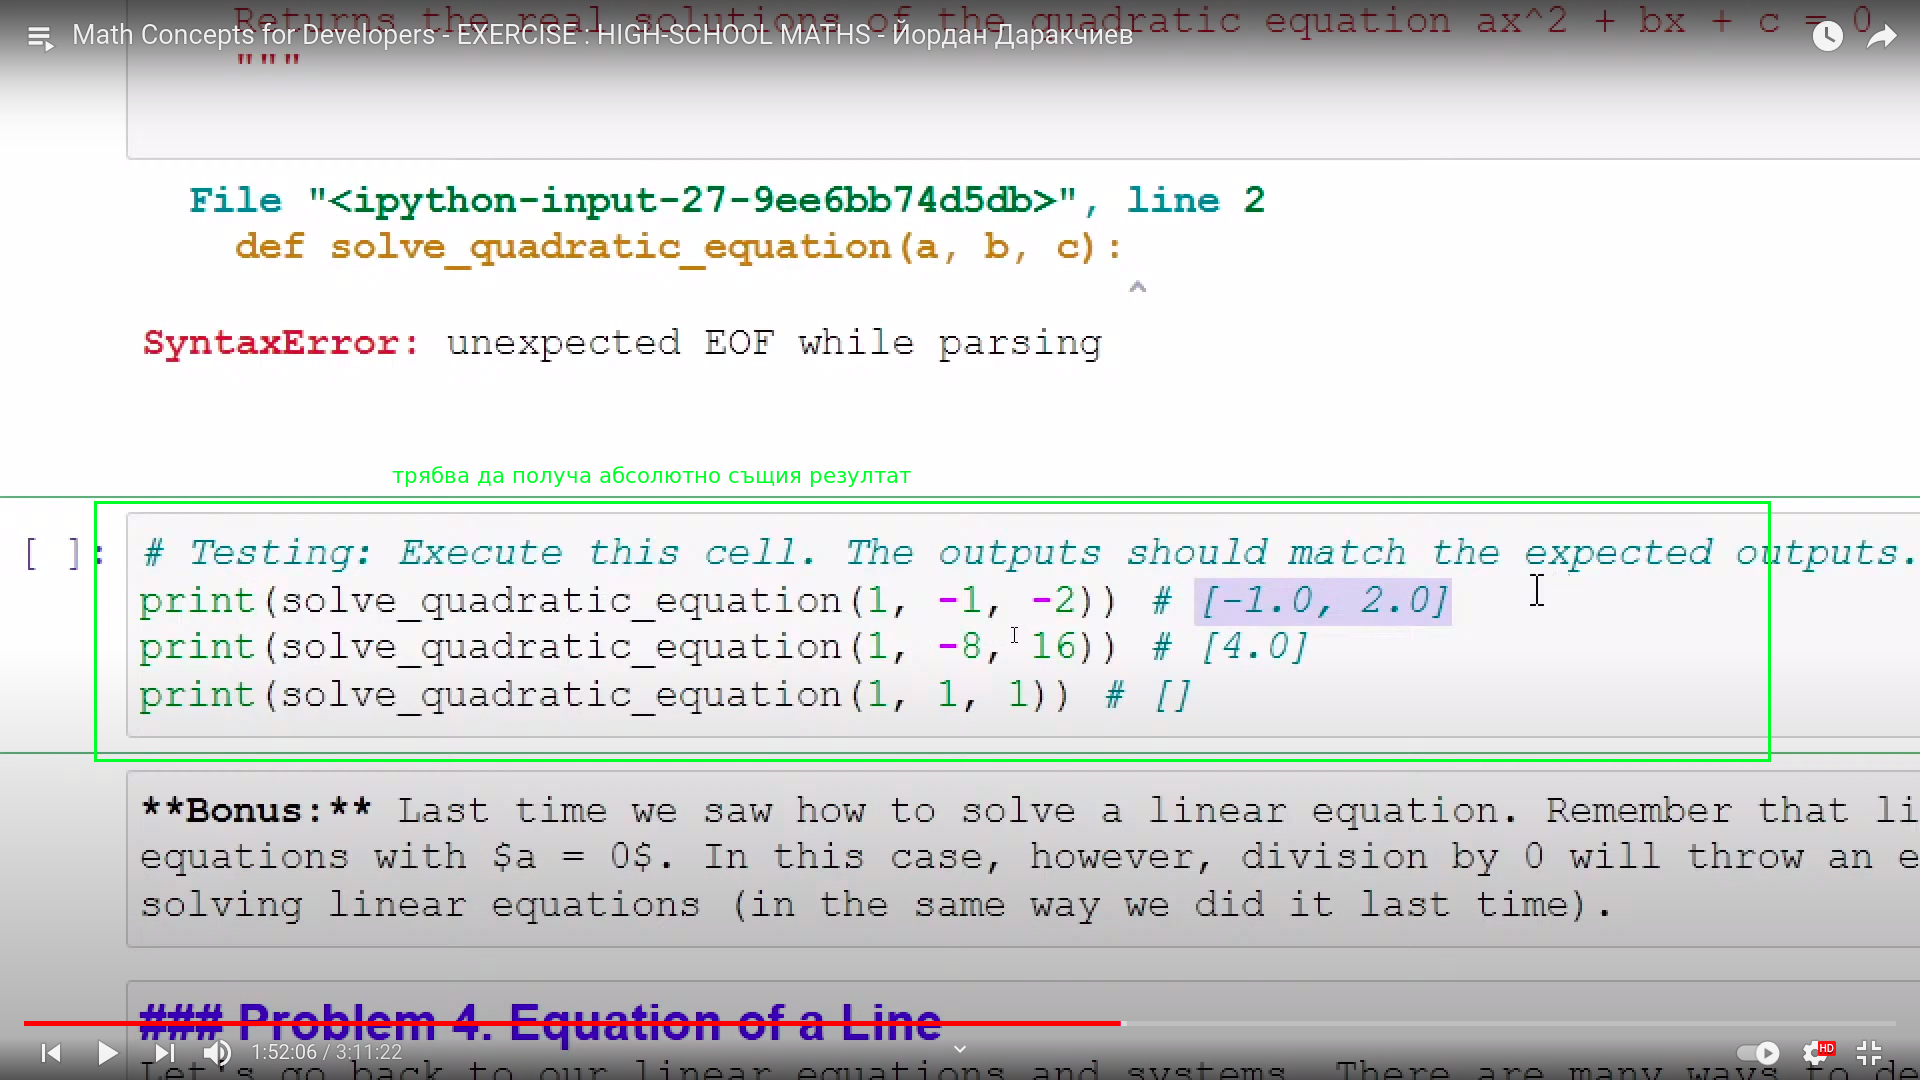 Returns the real solutions of the quadratic equation ax^2 + bx + c = 0
Math Concepts for Developers - EXERCISE : HIGH-SCHOOL MATHS - Йордан Даракчиев
"""
File "<ipython-input-27-9ee6bb74d5db>", line 2
def solve_quadratic_equation(a, b, c):
^
SyntaxError: unexpected EOF while parsing
трябва да получа абсолютно същия резултат
[ ]: # Testing: Execute this cell. The outputs should match the expected outputs.
print(solve_quadratic_equation(1, -1, -2)) # [-1.0, 2.0]
print(solve_quadratic_equation(1, -8, 16)) # [4.0]
print(solve_quadratic_equation(1, 1, 1)) # []
**Bonus:** Last time we saw how to solve a linear equation. Remember that li
equations with $a = 0$. In this case, however, division by 0 will throw an e
solving linear equations (in the same way we did it last time).
### Problem 4. Equation of a Line
1:52:06 / 3:11:22
HD
Let's go back to our linear equations and systems. There are many ways to de